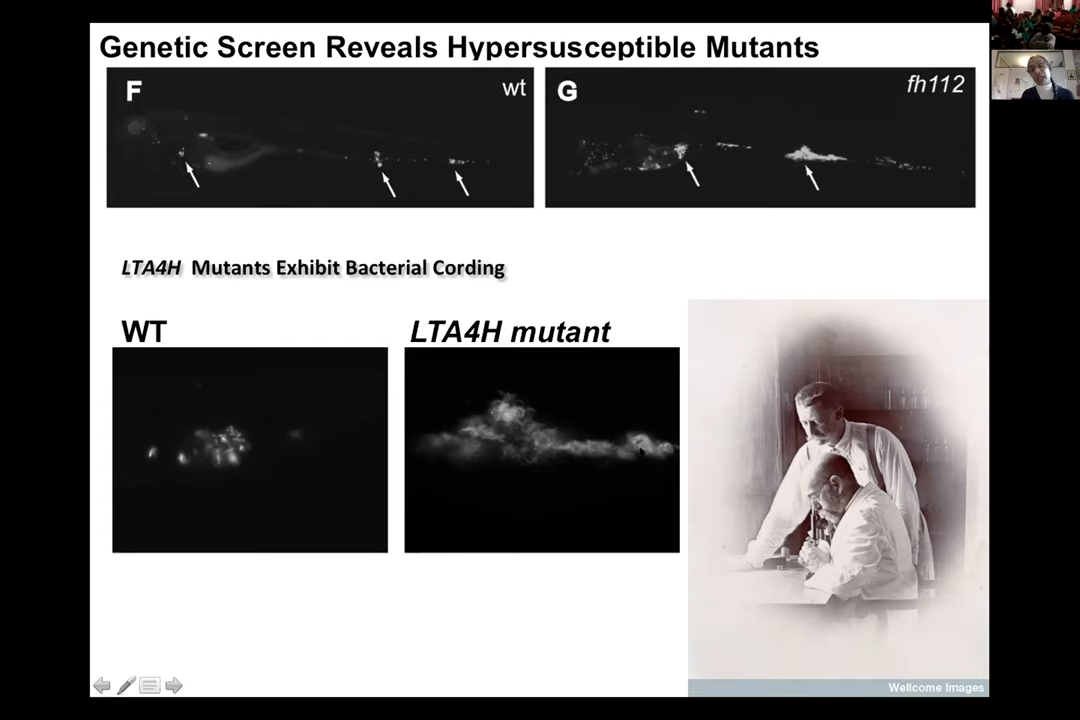 Genetic Screen Reveals Hypersusceptible Mutants
F
wt
G
fh112
LTA4H Mutants Exhibit Bacterial Cording
WT
LTA4H mutant
Wellcome Images